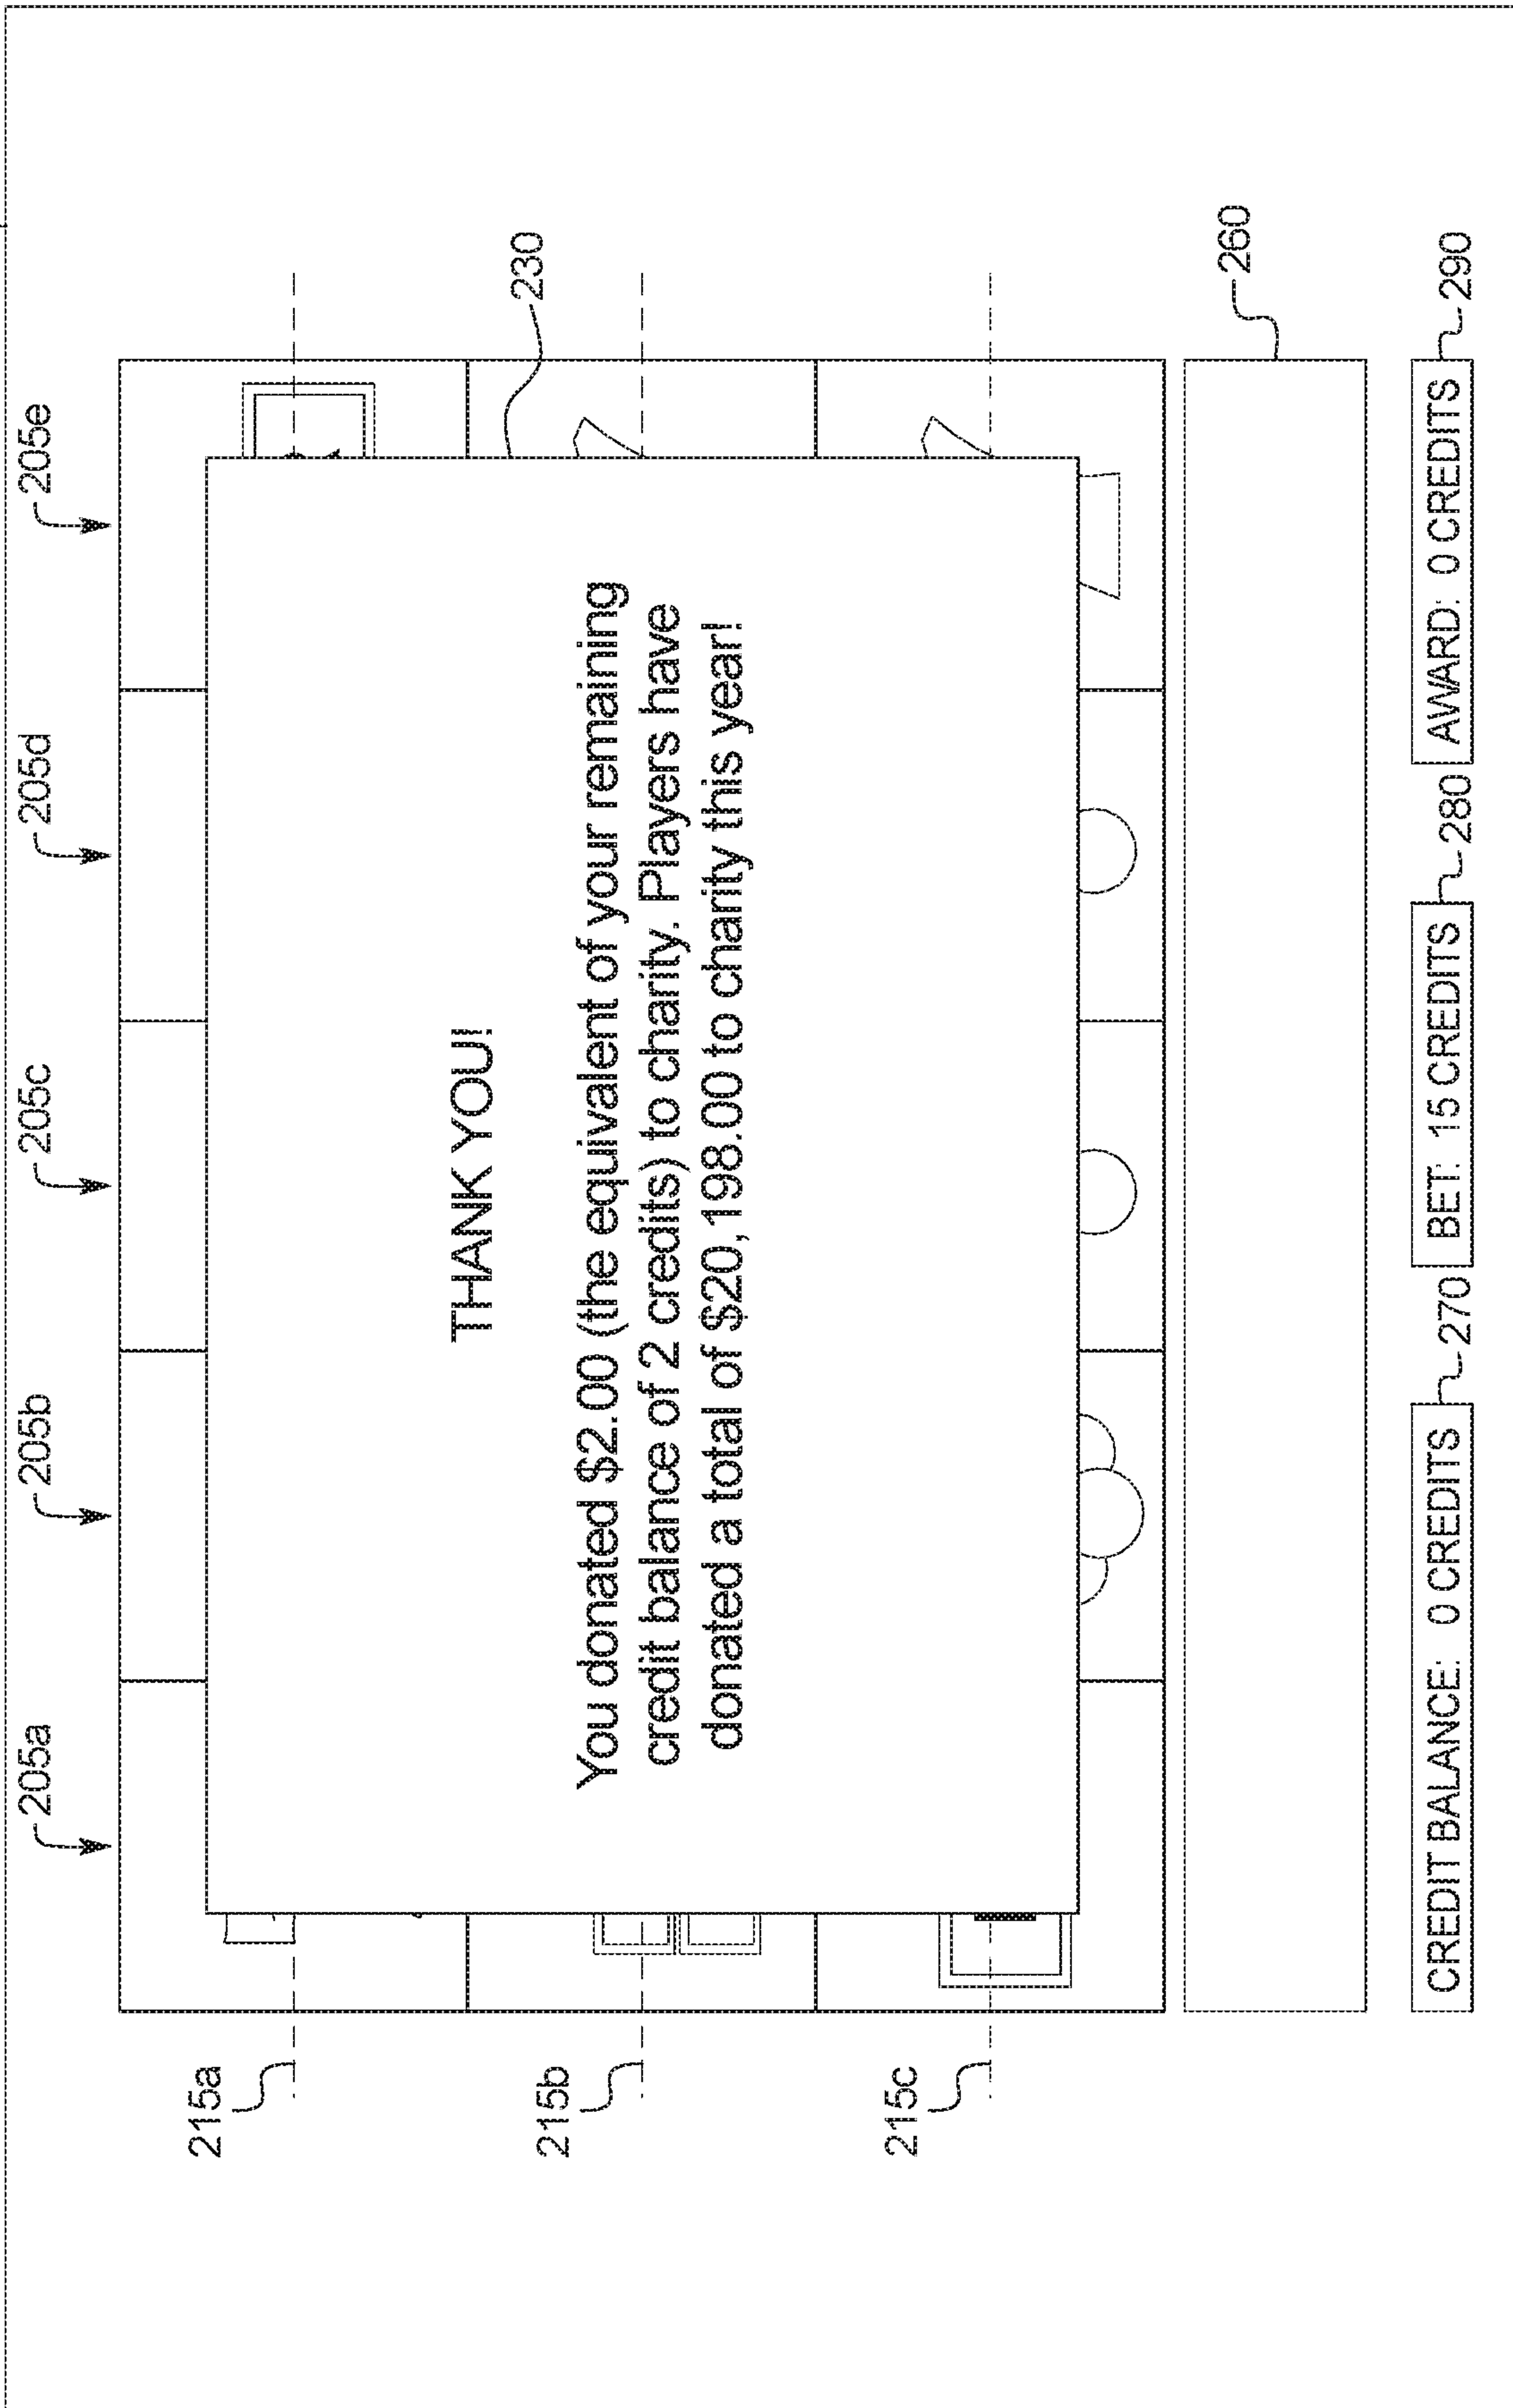 205a
205b
205c
205d
205e
215a
215b
215c
230
THANK YOU!
You donated $2.00 (the equivalent of your remaining
credit balance of 2 credits) to charity. Players have
donated a total of $20,198.00 to charity this year!
260
CREDIT BALANCE: 0 CREDITS
270
BET: 15 CREDITS
280
AWARD: 0 CREDITS
290